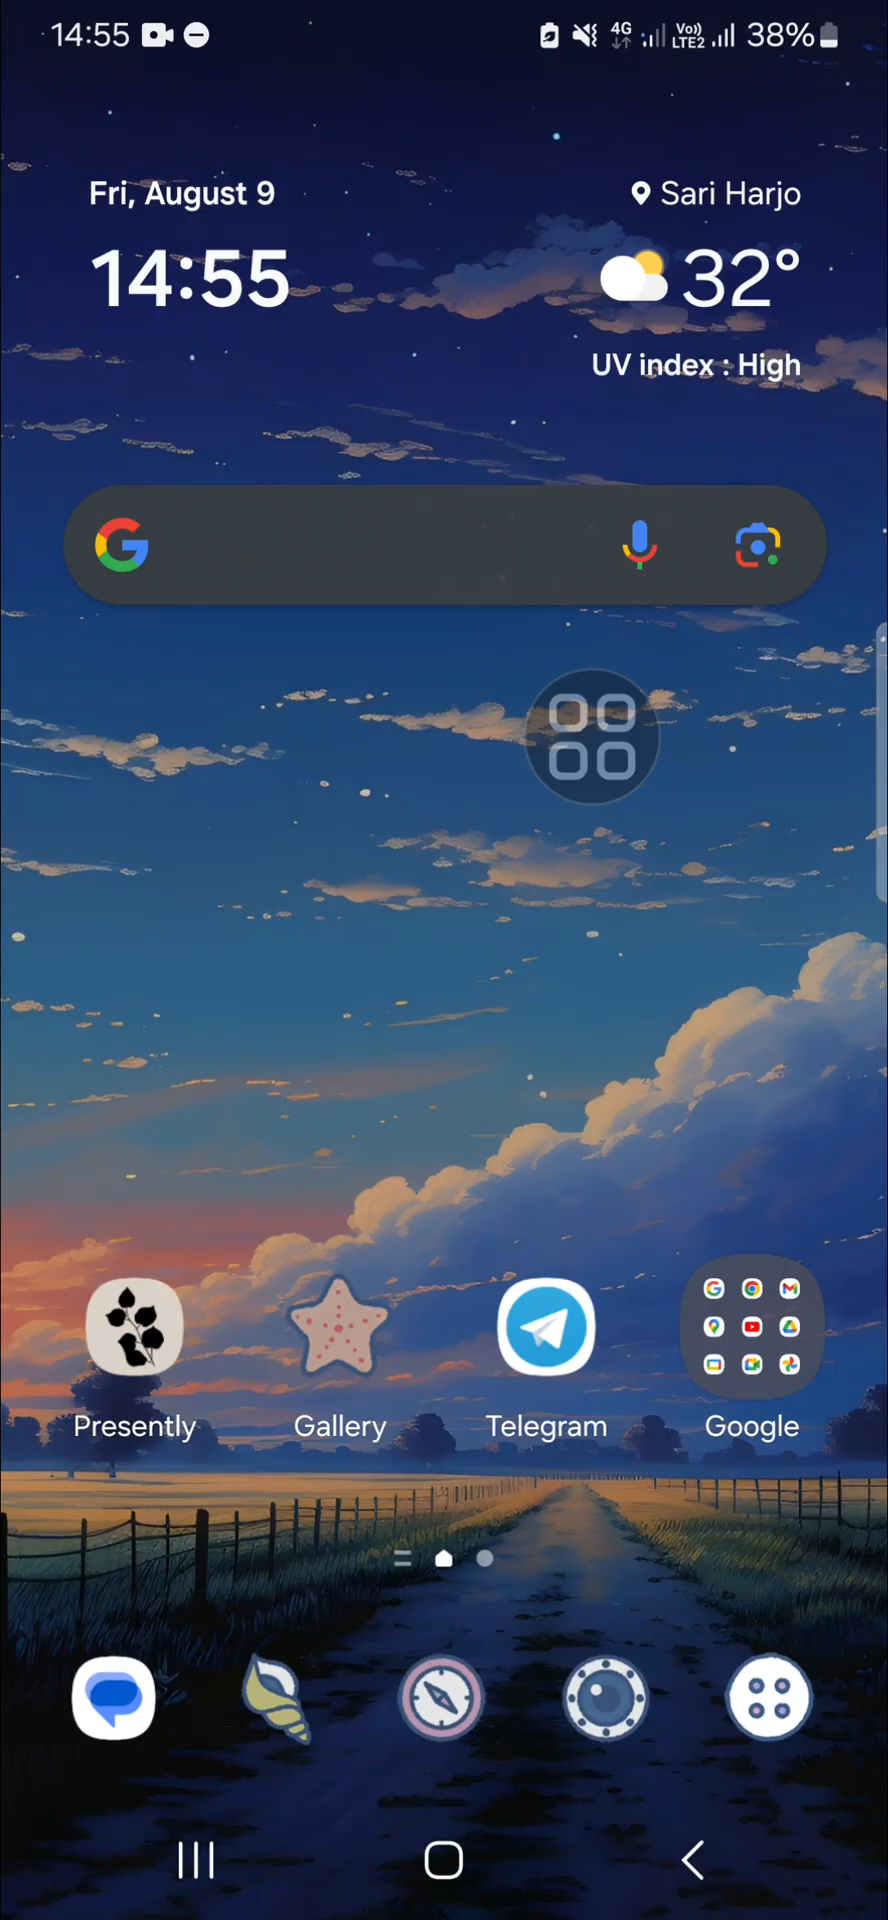 14:55
4G
Vo))
LTE2
38%
Fri, August 9
Sari Harjo
14:55
32°
UV index : High
Presently
Gallery
Telegram
Google